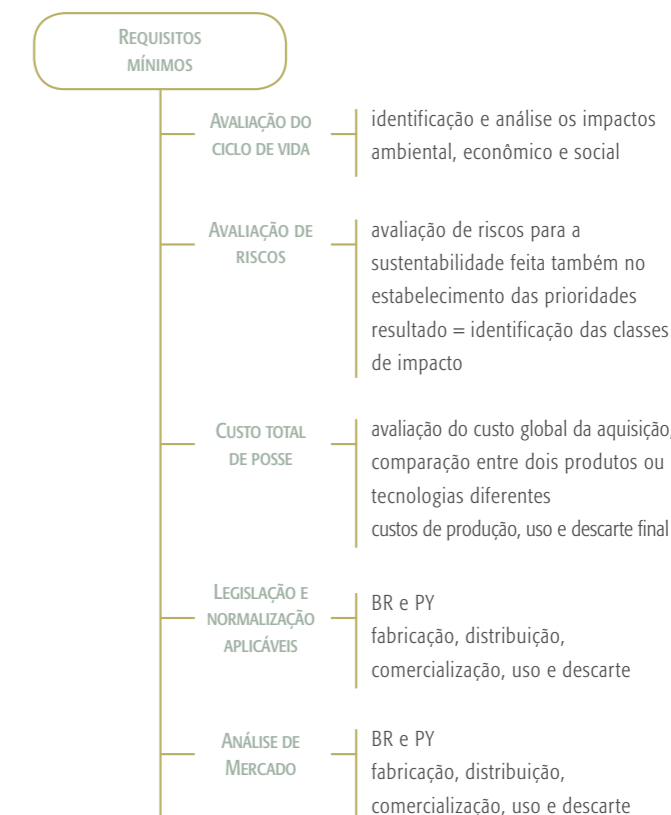 REQUISITOS
MÍNIMOS
AVALIAÇÃO DO
CICLO DE VIDA
identificação e análise os impactos
ambiental, econômico e social
AVALIAÇÃO DE
RISCOS
avaliação de riscos para a
sustentabilidade feita também no
estabelecimento das prioridades
resultado = identificação das classes
de impacto
CUSTO TOTAL
DE POSSE
avaliação do custo global da aquisição,
comparação entre dois produtos ou
tecnologias diferentes
custos de produção, uso e descarte final
LEGISLAÇÃO E
NORMALIZAÇÃO
APLICÁVEIS
BR e PY
fabricação, distribuição,
comercialização, uso e descarte
ANÁLISE DE
MERCADO
BR e PY
fabricação, distribuição,
comercialização, uso e descarte